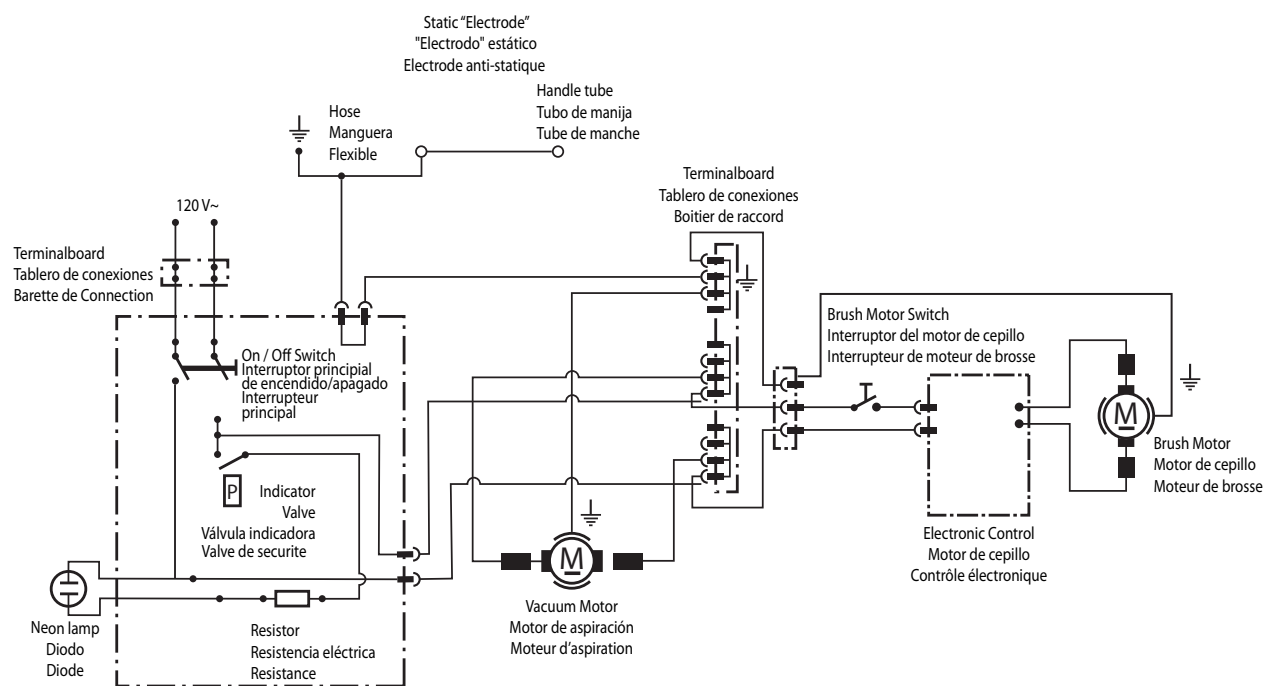 Static “Electrode”
"Electrodo" estático
Electrode anti-statique
Handle tube
Tubo de manija
Tube de manche
Hose
Manguera
Flexible
Terminalboard
Tablero de conexiones
Boitier de raccord
120 V~
Terminalboard
Tablero de conexiones
Barette de Connection
Brush Motor Switch
Interruptor del motor de cepillo
Interrupteur de moteur de brosse
On / Off Switch
Interruptor principial
de encendido/apagado
Interrupteur
principal
M
Brush Motor
Motor de cepillo
Moteur de brosse
P
Indicator
Valve
Válvula indicadora
Valve de securite
Electronic Control
Motor de cepillo
Contrôle électronique
M
Vacuum Motor
Motor de aspiración
Moteur d’aspiration
Neon lamp
Diodo
Diode
Resistor
Resistencia eléctrica
Resistance